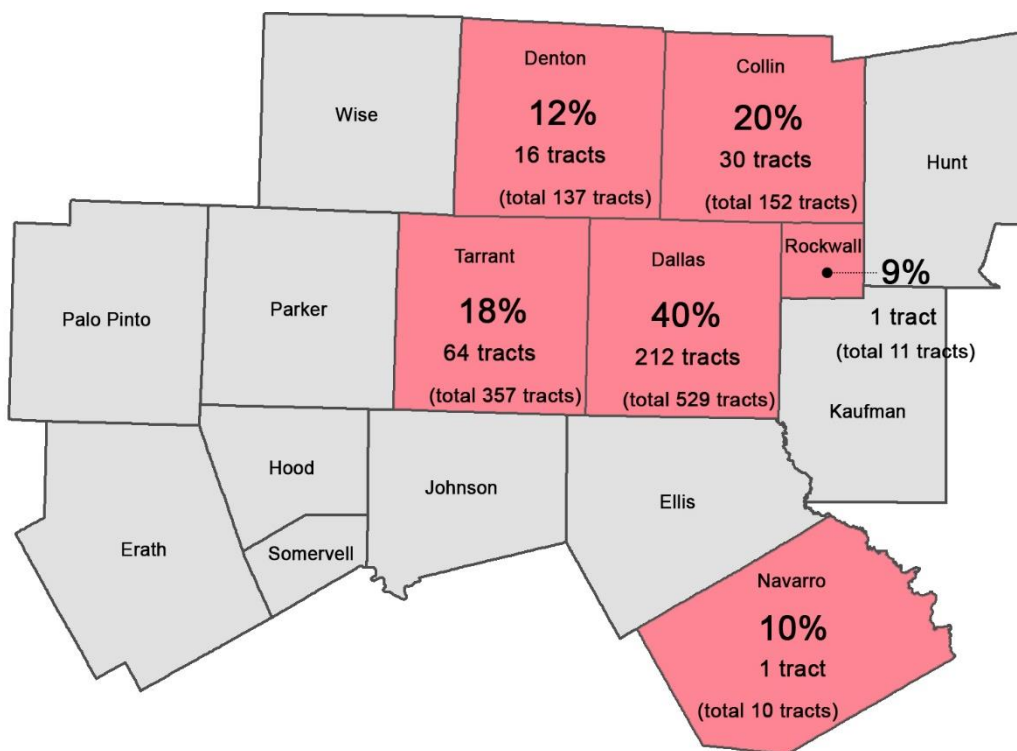 Denton
12%
16 tracts
(total 137 tracts)
Collin
20%
30 tracts
(total 152 tracts)
Wise
Hunt
Tarrant
18%
64 tracts
(total 357 tracts)
Dallas
40%
212 tracts
(total 529 tracts)
Rockwall
9%
1 tract
(total 11 tracts)
Palo Pinto
Parker
Kaufman
Hood
Johnson
Ellis
Erath
Somervell
Navarro
10%
1 tract
(total 10 tracts)